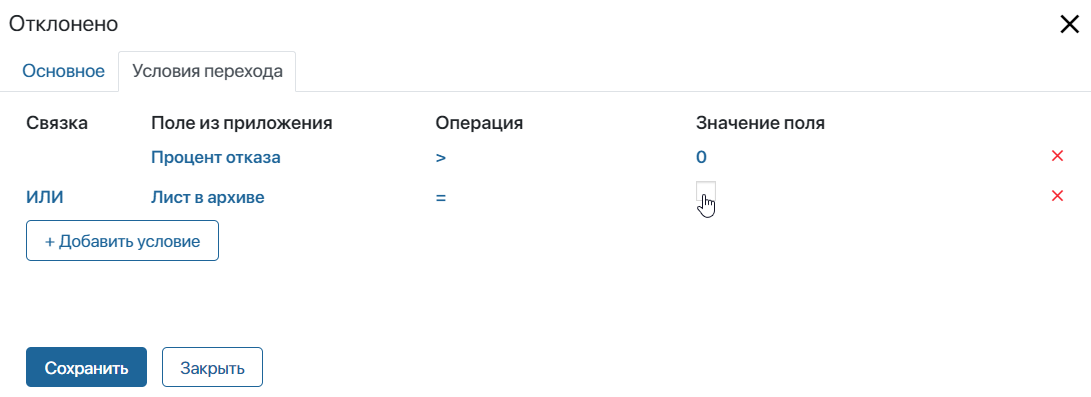 Отклонено
Основное Условия перехода
Связка Поле из приложения Операция Значение поля
Процент отказа > 0
ИЛИ Лист в архиве =
+ Добавить условие
Сохранить Закрыть